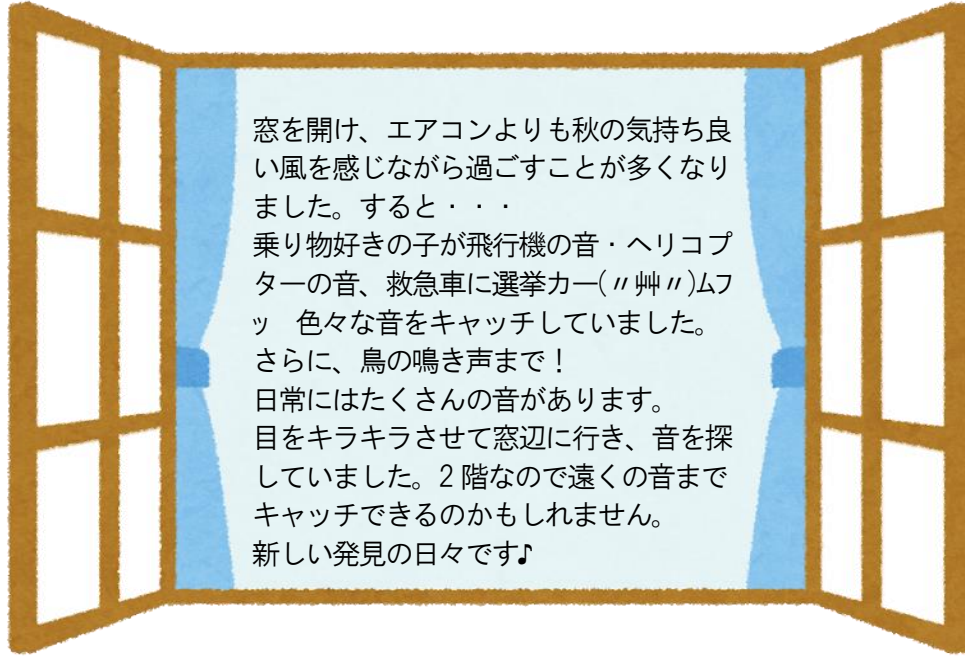 窓を開け、エアコンよりも秋の気持ち良
い風を感じながら過ごすことが多くなり
ました。すると・・・
乗り物好きの子が飛行機の音・ヘリコプ
ターの音、救急車に選挙カー(〃艸〃)ムフ
ッ　色々な音をキャッチしていました。
さらに、鳥の鳴き声まで！
日常にはたくさんの音があります。
目をキラキラさせて窓辺に行き、音を探
していました。2 階なので遠くの音まで
キャッチできるのかもしれません。
新しい発見の日々です♪